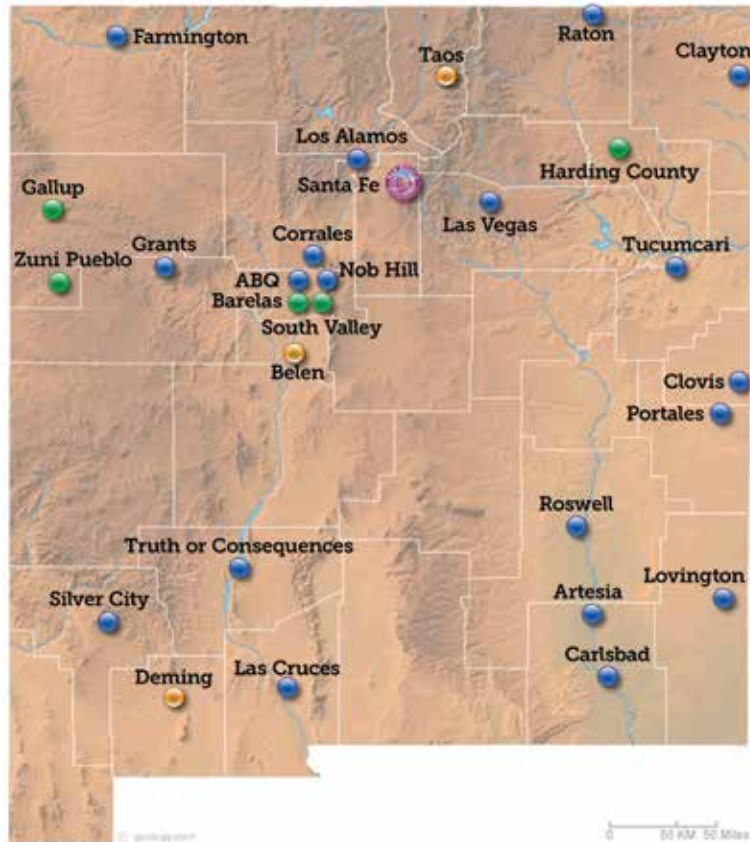 Farmington
Raton
Taos
Clayton
Los Alamos
Harding County
Santa Fe
Gallup
Las Vegas
Corrales
Grants
Tucumcari
Zuni Pueblo
ABQ
Nob Hill
Barelas
South Valley
Belen
Clovis
Portales
Roswell
Truth or Consequences
Lovington
Silver City
Artesia
Carlsbad
Las Cruces
Deming
0 50 KM 50 Miles